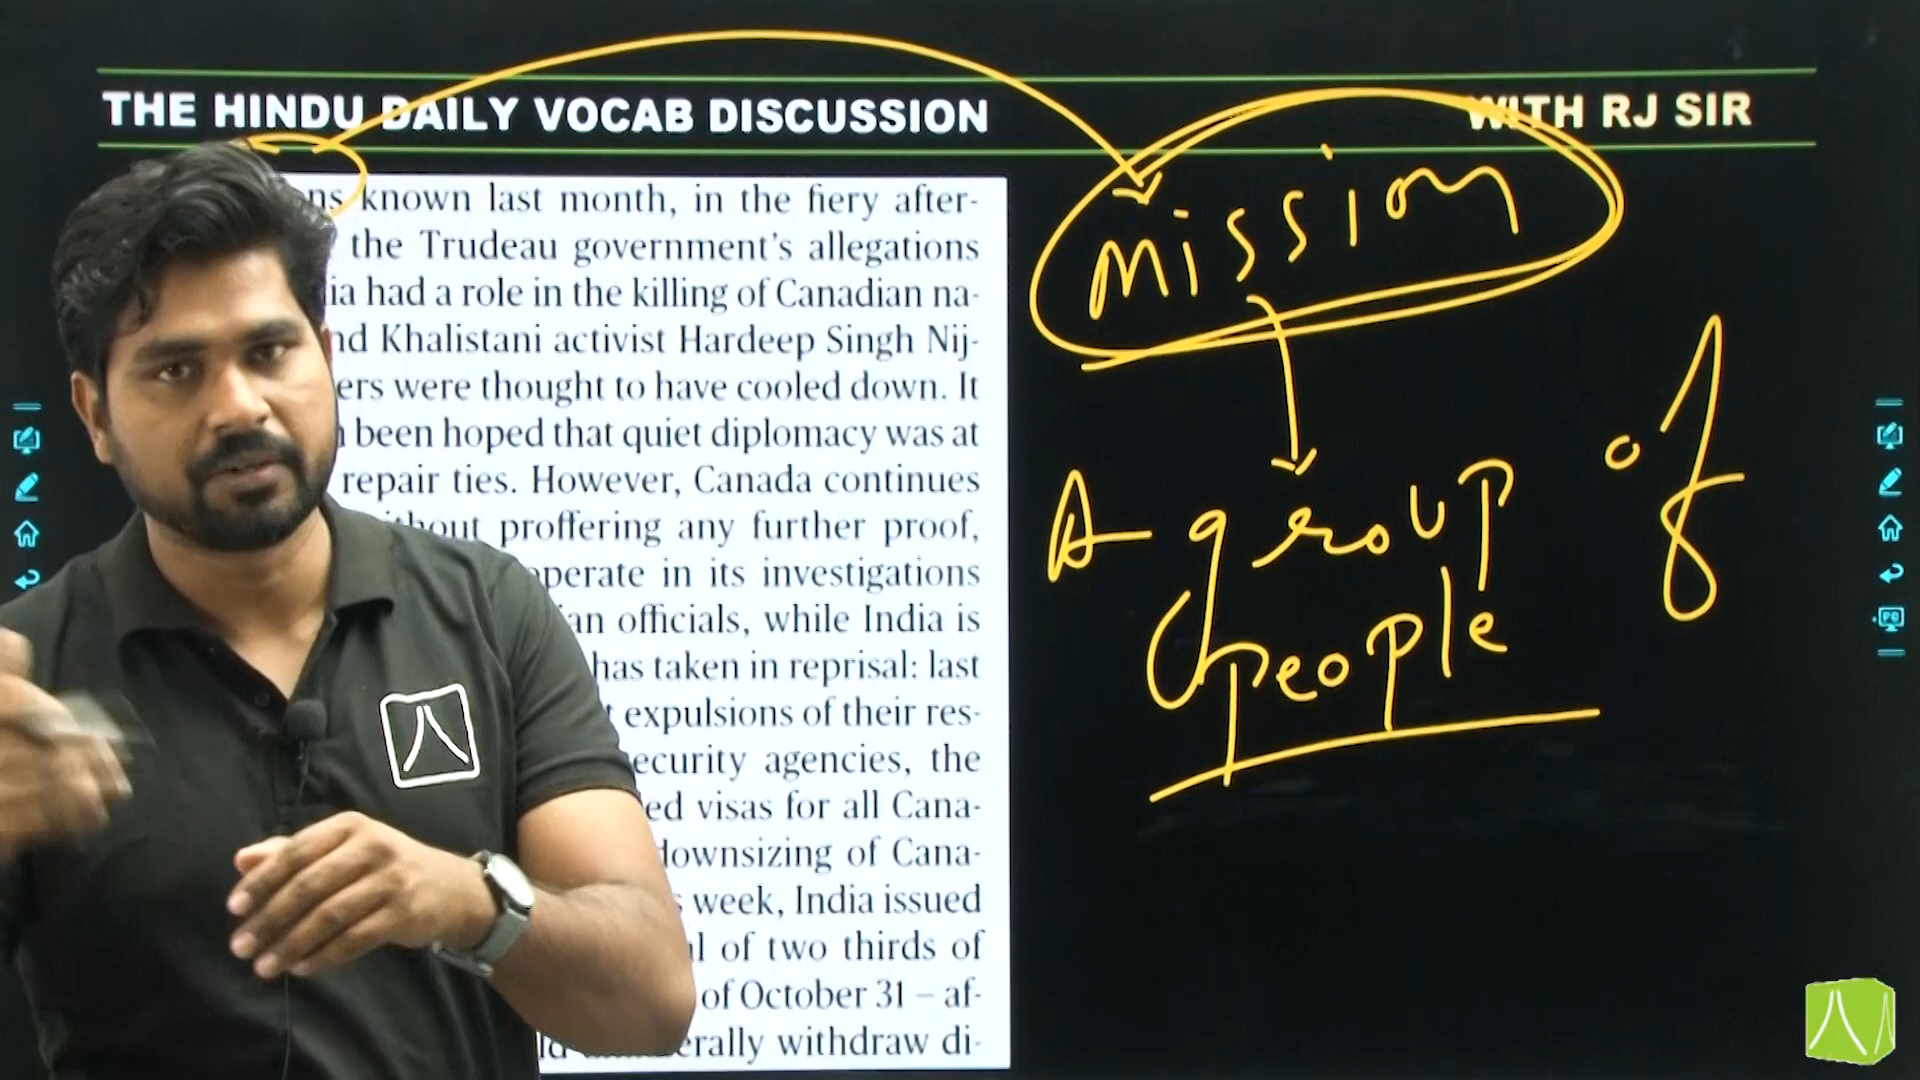 THE HINDU DAILY VOCAB DISCUSSION
WITH RJ SIR
known last month, in the fiery after-
the Trudeau government's allegations
had a role in the killing of Canadian na-
Khalistani activist Hardeep Singh Nij-
were thought to have cooled down. It
been hoped that quiet diplomacy was at
repair ties. However, Canada continues
proffering any further proof,
in its investigations
officials, while India is
has taken in reprisal: last
expulsions of their res-
agencies, the
visas for all Cana-
downsizing of Cana-
week, India issued
of two thirds of
of October 31 – af-
withdraw di-
mission
A group of
people